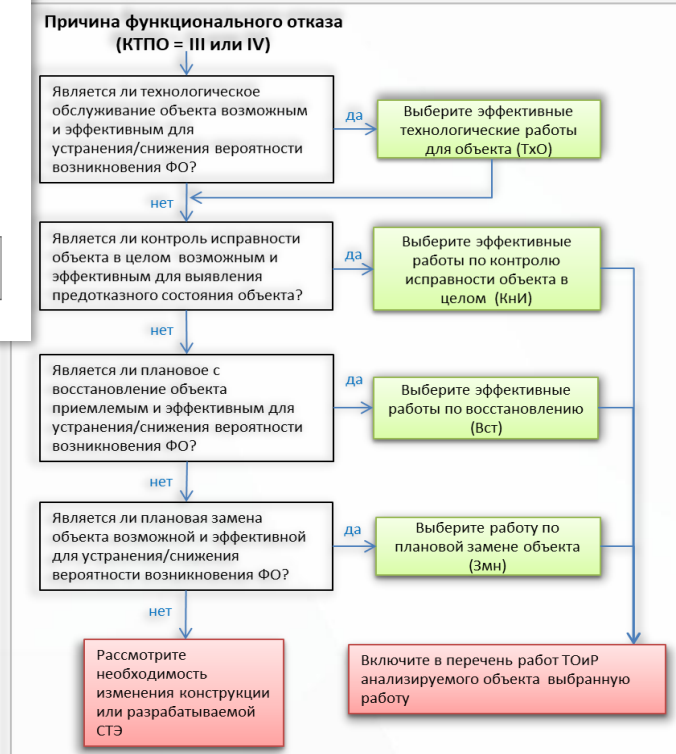 Причина функционального отказа
(КТПО = III или IV)
Является ли технологическое
обслуживание объекта возможным
и эффективным для
устранения/снижения вероятности
возникновения ФО?
да
Выберите эффективные
технологические работы
для объекта (ТхО)
нет
Является ли контроль исправности
объекта в целом возможным и
эффективным для выявления
предотказного состояния объекта?
да
Выберите эффективные
работы по контролю
исправности объекта в
целом (КнИ)
нет
Является ли плановое с
восстановление объекта
приемлемым и эффективным для
устранения/снижения вероятности
возникновения ФО?
да
Выберите эффективные
работы по восстановлению
(Вст)
нет
Является ли плановая замена
объекта возможной и эффективной
для устранения/снижения
вероятности возникновения ФО?
да
Выберите работу по
плановой замене объекта
(Змн)
нет
Рассмотрите
необходимость
изменения конструкции
или разрабатываемой
СТЭ
Включите в перечень работ ТОиР
анализируемого объекта выбранную
работу